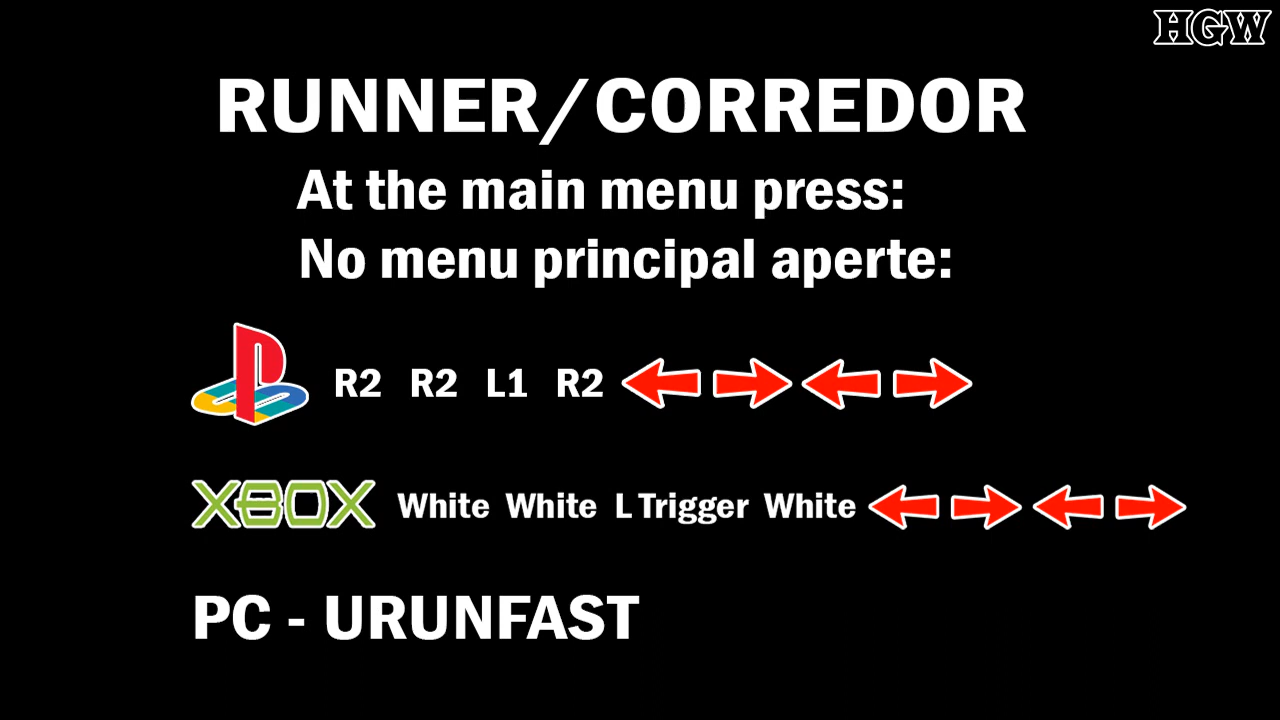 HGW
RUNNER/CORREDOR
At the main menu press:
No menu principal aperte:
R2 R2 L1 R2
XBOX White White L Trigger White
PC - URUNFAST